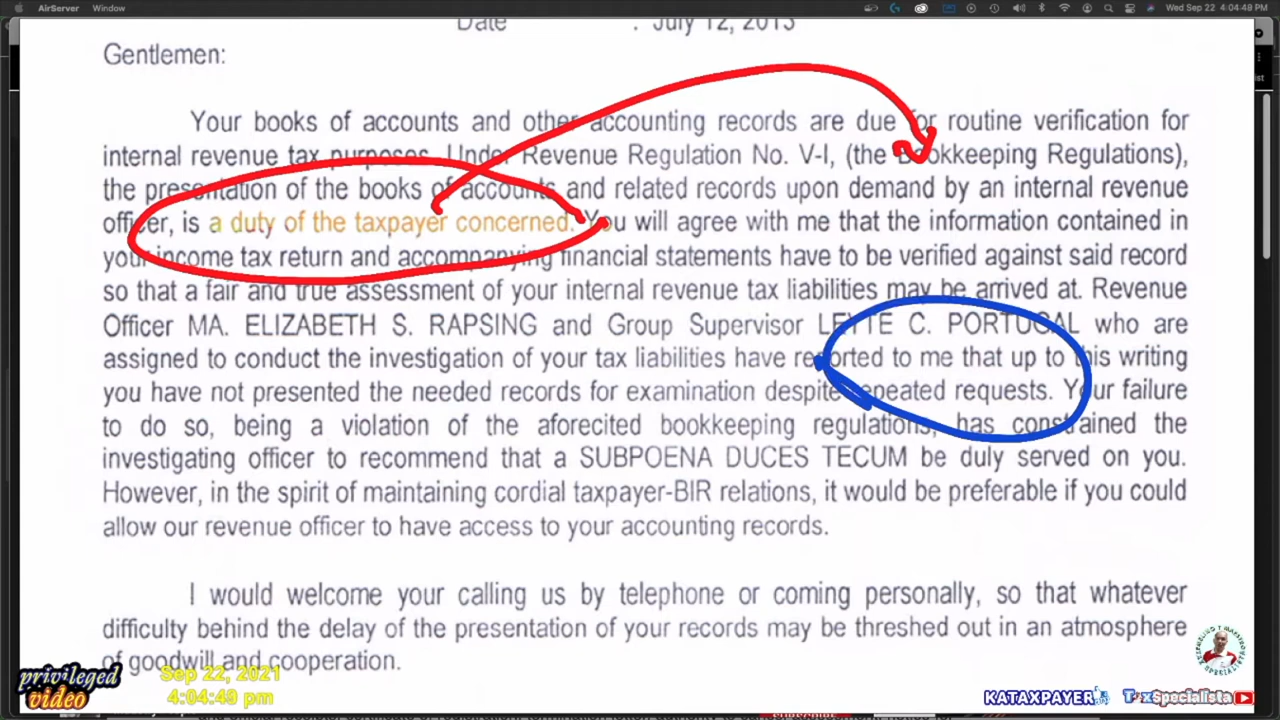 AirServer Window Wed Sep 22 4:04:48 PM
Date : July 12, 2013
Gentlemen:
Your books of accounts and other accounting records are due for routine verification for
internal revenue tax purposes. Under Revenue Regulation No. V-I, (the Bookkeeping Regulations),
the presentation of the books of accounts and related records upon demand by an internal revenue
officer, is a duty of the taxpayer concerned. You will agree with me that the information contained in
your income tax return and accompanying financial statements have to be verified against said record
so that a fair and true assessment of your internal revenue tax liabilities may be arrived at. Revenue
Officer MA. ELIZABETH S. RAPSING and Group Supervisor LEYTE C. PORTUGAL who are
assigned to conduct the investigation of your tax liabilities have reported to me that up to this writing
you have not presented the needed records for examination despite repeated requests. Your failure
to do so, being a violation of the aforecited bookkeeping regulations, has constrained the
investigating officer to recommend that a SUBPOENA DUCES TECUM be duly served on you.
However, in the spirit of maintaining cordial taxpayer-BIR relations, it would be preferable if you could
allow our revenue officer to have access to your accounting records.
I would welcome your calling us by telephone or coming personally, so that whatever
difficulty behind the delay of the presentation of your records may be threshed out in an atmosphere
of goodwill and cooperation.
privileged
video
Sep 22, 2021
4:04:49 pm
KATAXPAYER
TaxSpecialista